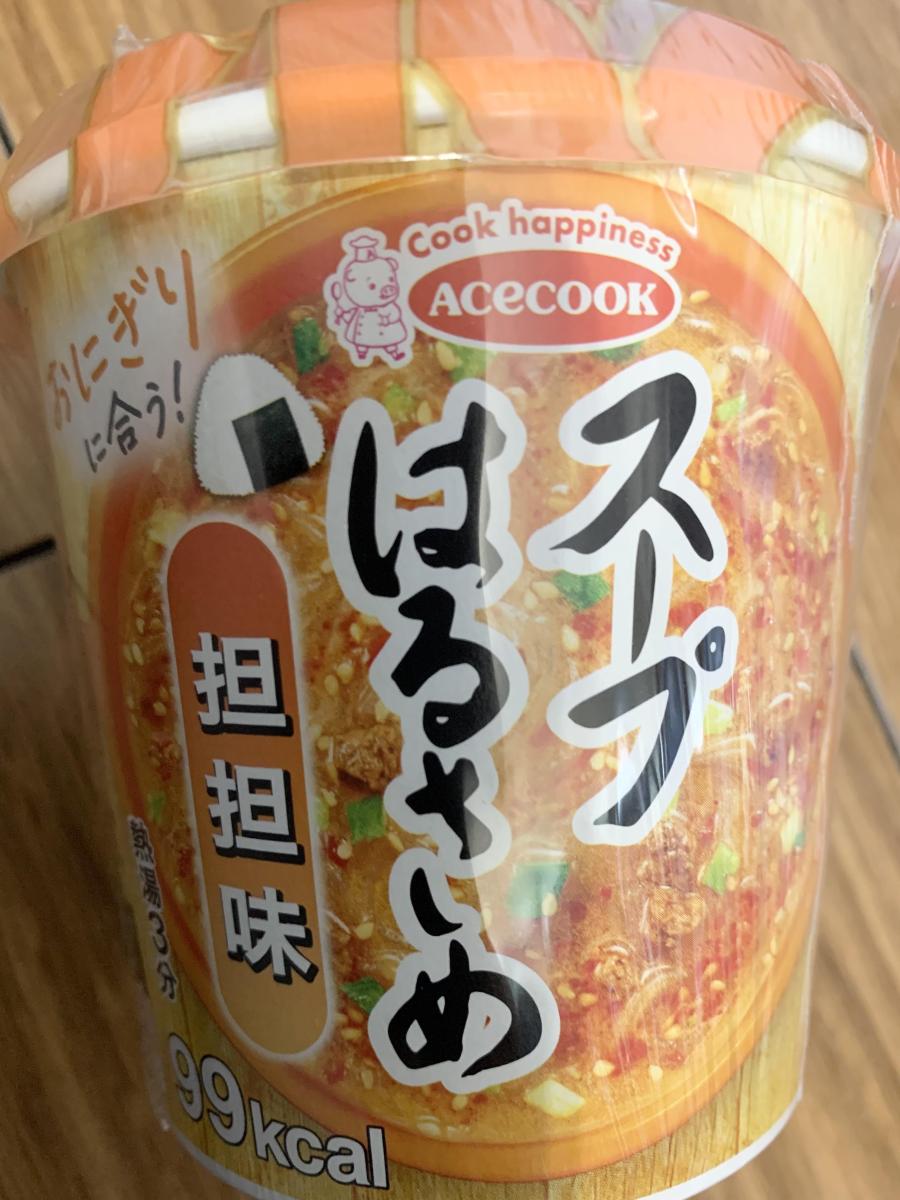 Cook happiness
ACECOOK
スープ
はるさめ
おにぎり
に合う!
担担味
熱湯3分
99kcal